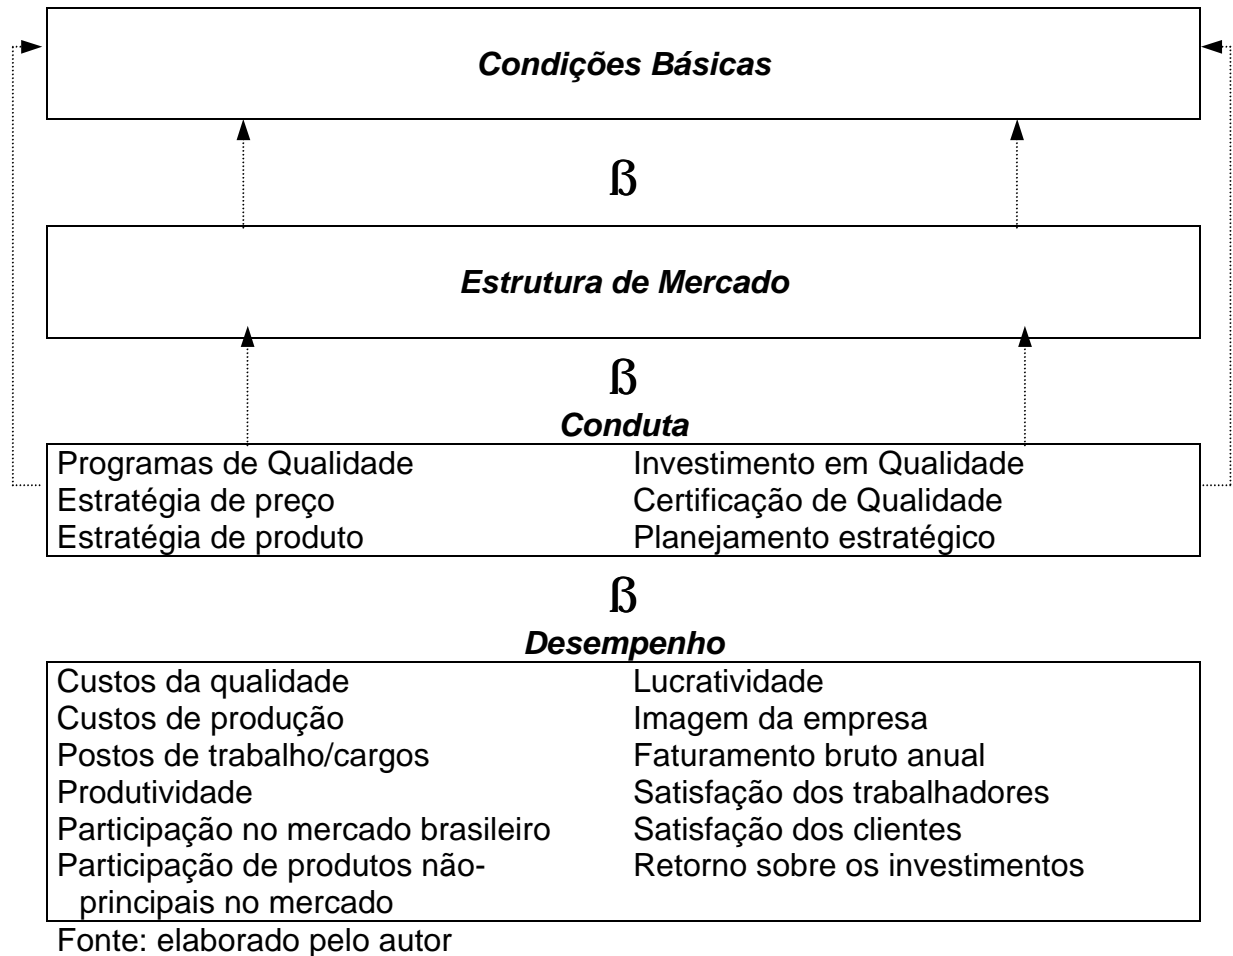 Condições Básicas
ß
Estrutura de Mercado
ß
Conduta
Programas de Qualidade
Estratégia de preço
Estratégia de produto
Investimento em Qualidade
Certificação de Qualidade
Planejamento estratégico
ß
Desempenho
Custos da qualidade
Custos de produção
Postos de trabalho/cargos
Produtividade
Participação no mercado brasileiro
Participação de produtos não-
principais no mercado
Lucratividade
Imagem da empresa
Faturamento bruto anual
Satisfação dos trabalhadores
Satisfação dos clientes
Retorno sobre os investimentos
Fonte: elaborado pelo autor